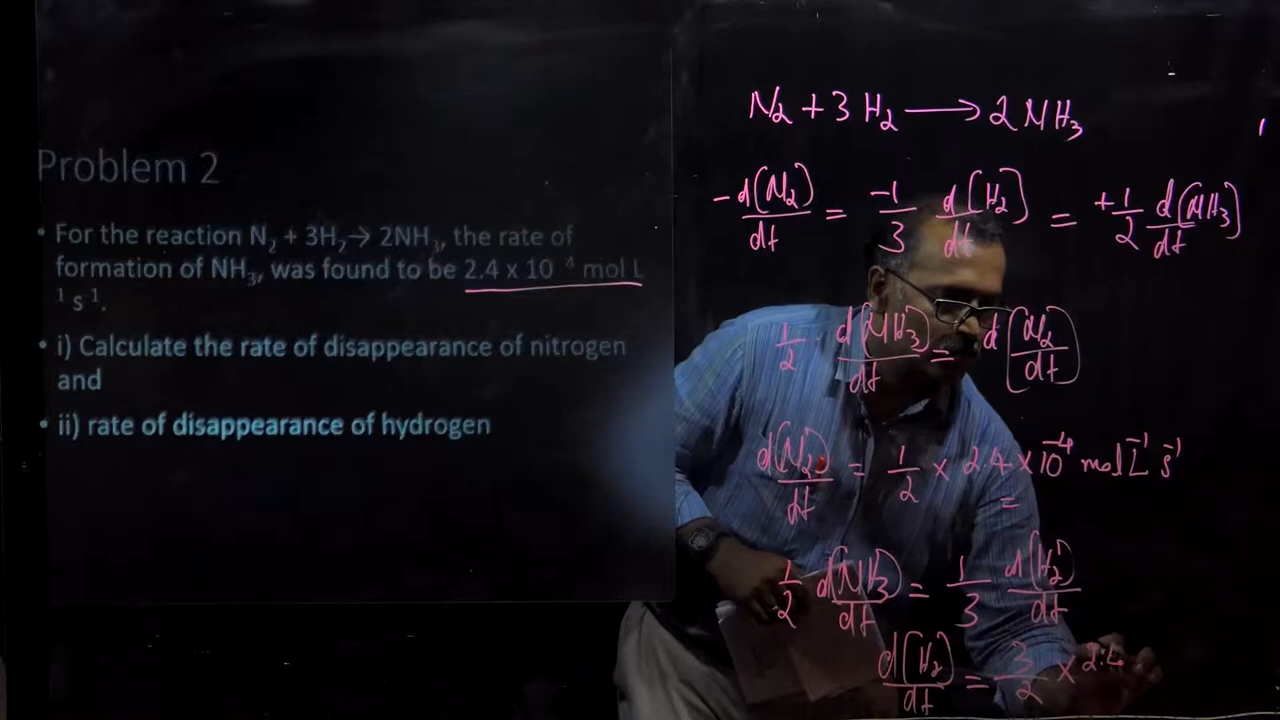 Problem 2
• For the reaction N₂ + 3H₂→ 2NH₃, the rate of
formation of NH₃, was found to be 2.4 x 10⁻⁴ mol L⁻
¹ s⁻¹.
• i) Calculate the rate of disappearance of nitrogen
and
• ii) rate of disappearance of hydrogen
N₂ + 3 H₂ ⟶ 2 NH₃
-d[N₂]/dt = -1/3 d[H₂]/dt = +1/2 d[NH₃]/dt
1/2 · d[NH₃]/dt = d[N₂/dt]
d[N₂]/dt = 1/2 × 2.4 × 10⁻⁴ mol L⁻¹ s⁻¹
=
1/2 d[NH₃]/dt = 1/3 d[H₂]/dt
d[H₂]/dt = 3/2 × 2.4